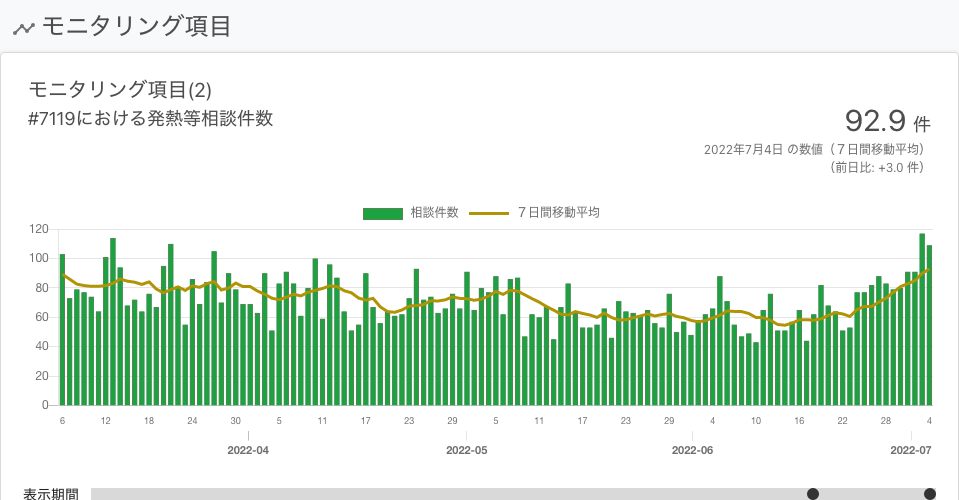 モニタリング項目
モニタリング項目(2)
#7119における発熱等相談件数
92.9 件
2022年7月4日 の数値（７日間移動平均）
（前日比: +3.0 件）
相談件数 ７日間移動平均
120
100
80
60
40
20
0
6 12 18 24 30 5 11 17 23 29 5 11 17 23 29 4 10 16 22 28 4
2022-04 2022-05 2022-06 2022-07
表示期間